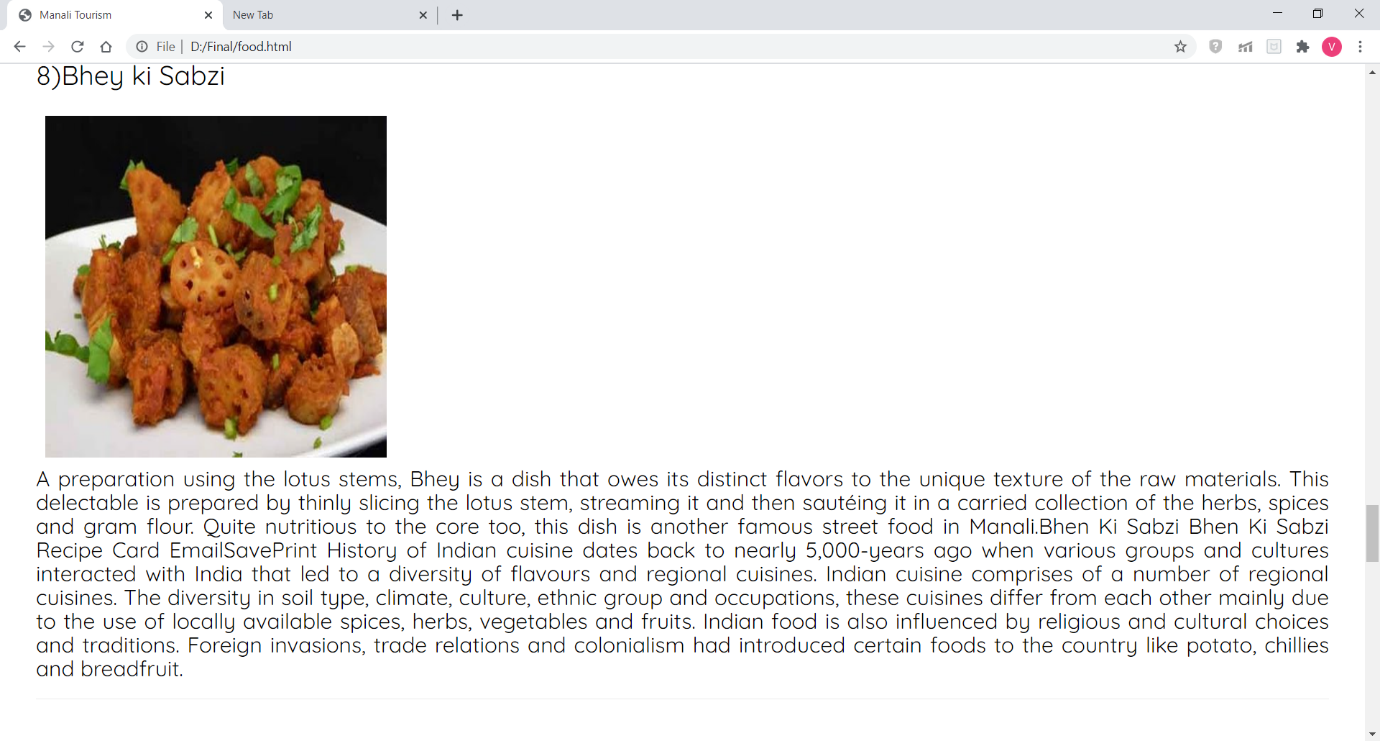 Manali Tourism
New Tab
File | D:/Final/food.html
V
8)Bhey ki Sabzi
A preparation using the lotus stems, Bhey is a dish that owes its distinct flavors to the unique texture of the raw materials. This
delectable is prepared by thinly slicing the lotus stem, streaming it and then sautéing it in a carried collection of the herbs, spices
and gram flour. Quite nutritious to the core too, this dish is another famous street food in Manali.Bhen Ki Sabzi Bhen Ki Sabzi
Recipe Card EmailSavePrint History of Indian cuisine dates back to nearly 5,000-years ago when various groups and cultures
interacted with India that led to a diversity of flavours and regional cuisines. Indian cuisine comprises of a number of regional
cuisines. The diversity in soil type, climate, culture, ethnic group and occupations, these cuisines differ from each other mainly due
to the use of locally available spices, herbs, vegetables and fruits. Indian food is also influenced by religious and cultural choices
and traditions. Foreign invasions, trade relations and colonialism had introduced certain foods to the country like potato, chillies
and breadfruit.